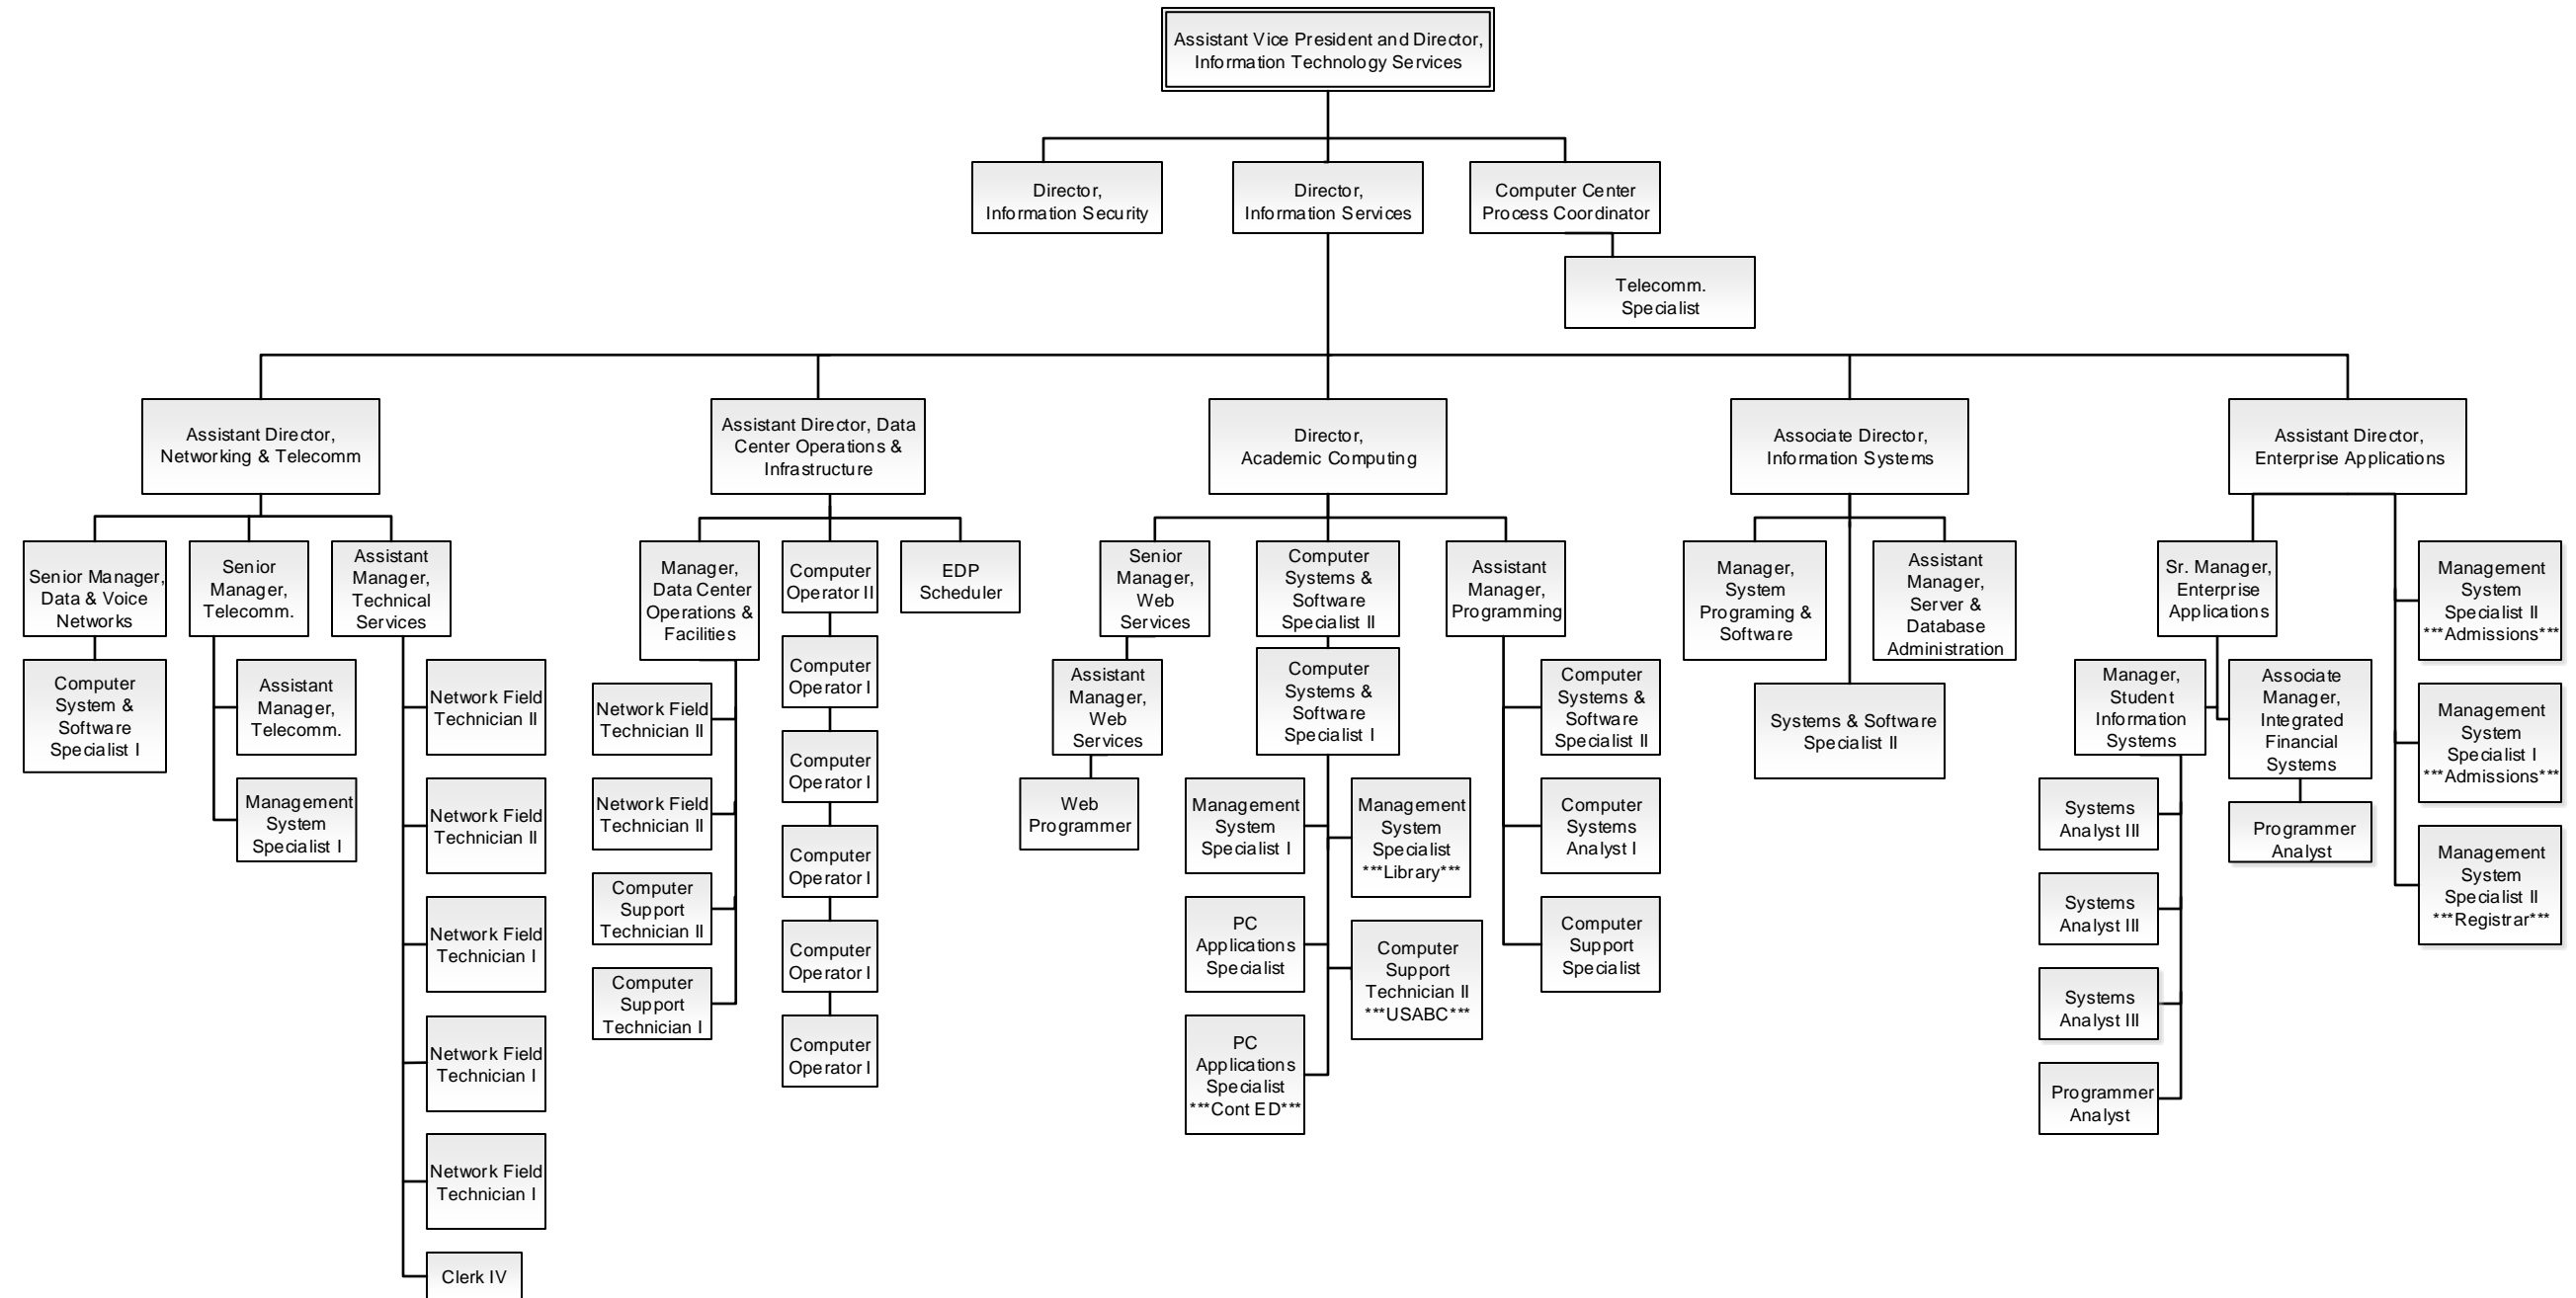 Assistant Vice President and Director,
Information Technology Services
Director,
Information Security
Director,
Information Services
Computer Center
Process Coordinator
Telecomm.
Specialist
Assistant Director,
Networking & Telecomm
Assistant Director, Data
Center Operations &
Infrastructure
Director,
Academic Computing
Associate Director,
Information Systems
Assistant Director,
Enterprise Applications
Senior Manager,
Data & Voice
Networks
Computer
System &
Software
Specialist I
Senior
Manager,
Telecomm.
Assistant
Manager,
Telecomm.
Management
System
Specialist I
Assistant
Manager,
Technical
Services
Network Field
Technician II
Network Field
Technician II
Network Field
Technician I
Network Field
Technician I
Network Field
Technician I
Clerk IV
Manager,
Data Center
Operations &
Facilities
Network Field
Technician II
Network Field
Technician II
Computer
Support
Technician II
Computer
Support
Technician I
Computer
Operator II
Computer
Operator I
Computer
Operator I
Computer
Operator I
Computer
Operator I
Computer
Operator I
EDP
Scheduler
Senior
Manager,
Web
Services
Assistant
Manager,
Web
Services
Web
Programmer
Computer
Systems &
Software
Specialist II
Computer
Systems &
Software
Specialist I
Management
System
Specialist I
PC
Applications
Specialist
PC
Applications
Specialist
***Cont ED***
Management
System
Specialist
***Library***
Computer
Support
Technician II
***USABC***
Assistant
Manager,
Programming
Computer
Systems &
Software
Specialist II
Computer
Systems
Analyst I
Computer
Support
Specialist
Manager,
System
Programing &
Software
Systems & Software
Specialist II
Assistant
Manager,
Server &
Database
Administration
Sr. Manager,
Enterprise
Applications
Manager,
Student
Information
Systems
Systems
Analyst III
Systems
Analyst III
Systems
Analyst III
Programmer
Analyst
Associate
Manager,
Integrated
Financial
Systems
Programmer
Analyst
Management
System
Specialist II
***Admissions***
Management
System
Specialist I
***Admissions***
Management
System
Specialist II
***Registrar***